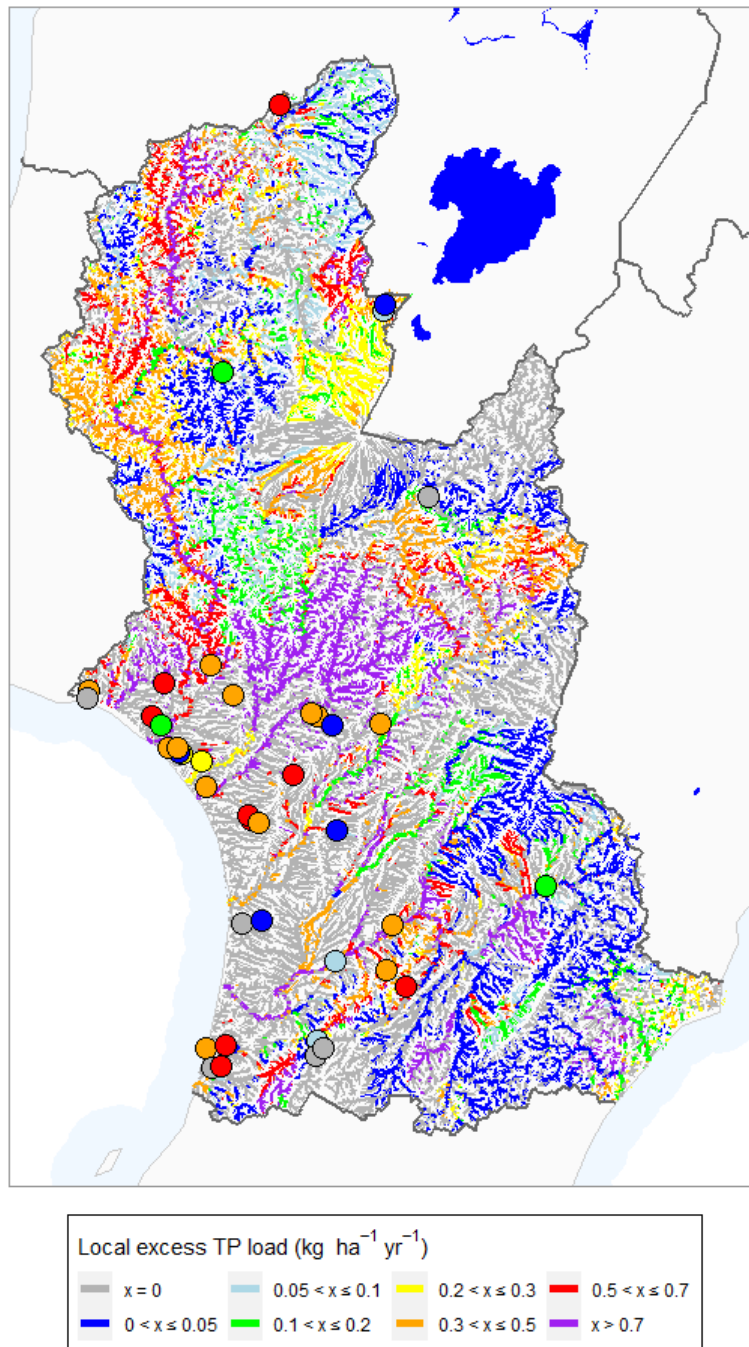 Local excess TP load (kg ha⁻¹ yr⁻¹)
x = 0 0.05 < x ≤ 0.1 0.2 < x ≤ 0.3 0.5 < x ≤ 0.7
0 < x ≤ 0.05 0.1 < x ≤ 0.2 0.3 < x ≤ 0.5 x > 0.7